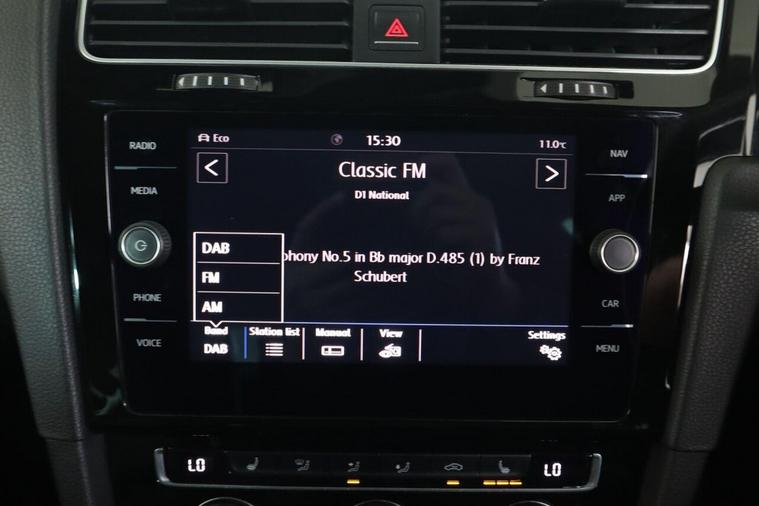 Eco 15:30 11.0°C
RADIO
MEDIA
PHONE
VOICE
NAV
APP
CAR
MENU
< Classic FM >
D1 National
phony No.5 in Bb major D.485 (1) by Franz
Schubert
DAB
FM
AM
Band Station list Manual View Settings
DAB
LO LO